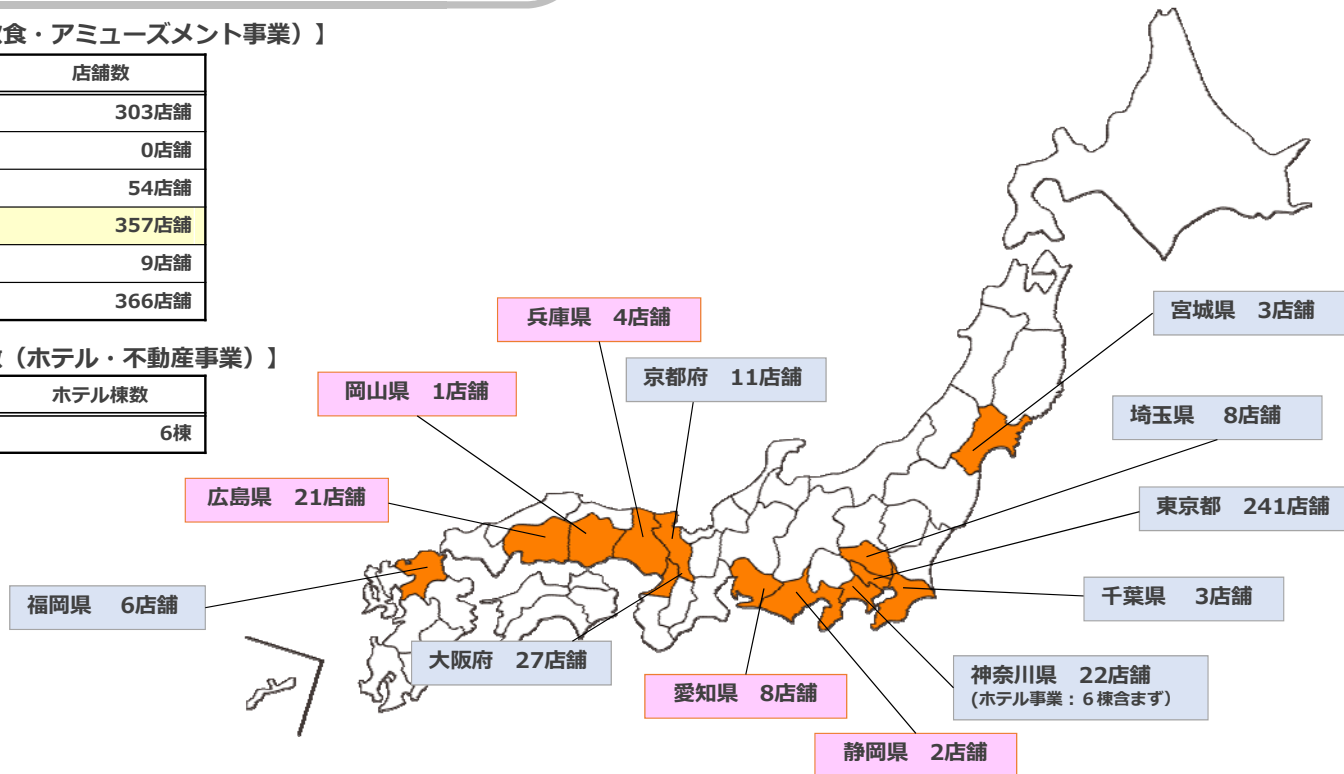 飲食・アミューズメント事業）】
店舗数
303店舗
0店舗
54店舗
357店舗
9店舗
366店舗
（ホテル・不動産事業）】
ホテル棟数
6棟
兵庫県　4店舗
京都府　11店舗
岡山県　1店舗
広島県　21店舗
福岡県　6店舗
大阪府　27店舗
愛知県　8店舗
静岡県　2店舗
宮城県　3店舗
埼玉県　8店舗
東京都　241店舗
千葉県　3店舗
神奈川県　22店舗
(ホテル事業：６棟含まず）